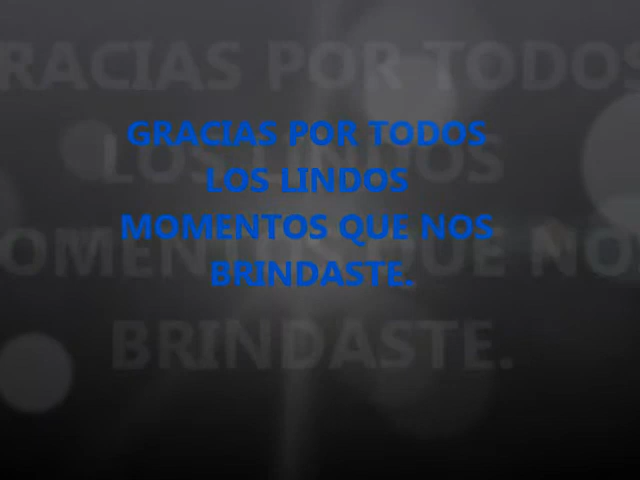 GRACIAS POR TODOS
LOS LINDOS
MOMENTOS QUE NOS
BRINDASTE.